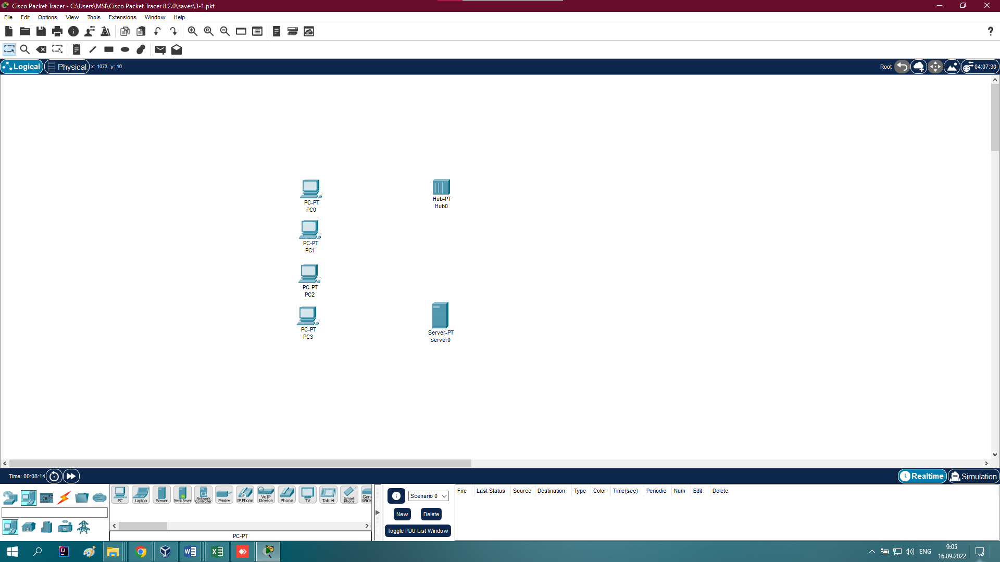 Cisco Packet Tracer - C:\Users\MSI\Cisco Packet Tracer 8.2.0\saves\3-1.pkt
File Edit Options View Tools Extensions Window Help
Logical Physical x: 1073, y: 16 Root 04:07:30
PC-PT
PC0
Hub-PT
Hub0
PC-PT
PC1
PC-PT
PC2
PC-PT
PC3
Server-PT
Server0
Time: 00:08:14 Realtime Simulation
PC Laptop Server Meraki Server Network Controller Printer IP Phone VoIP Device Phone TV Tablet Smart Phone
PC-PT
Scenario 0
New Delete
Toggle PDU List Window
Fire Last Status Source Destination Type Color Time(sec) Periodic Num Edit Delete
ENG
9:05
16.09.2022